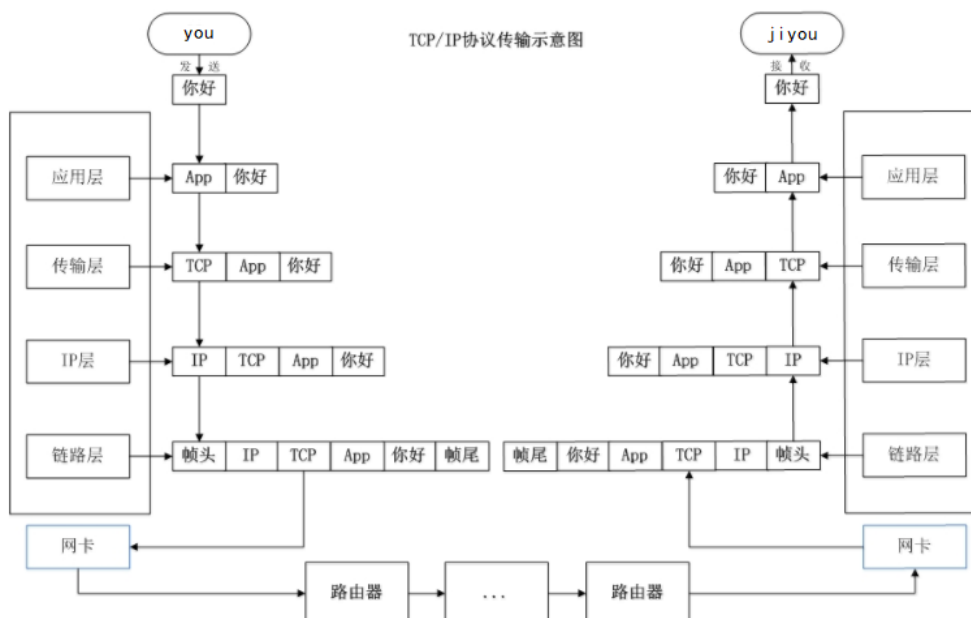 you TCP/IP协议传输示意图 jiyou
发 送 接 收
你好 你好
应用层 App 你好 你好 App 应用层
传输层 TCP App 你好 你好 App TCP 传输层
IP层 IP TCP App 你好 你好 App TCP IP IP层
链路层 帧头 IP TCP App 你好 帧尾 帧尾 你好 App TCP IP 帧头 链路层
网卡 网卡
路由器 ... 路由器